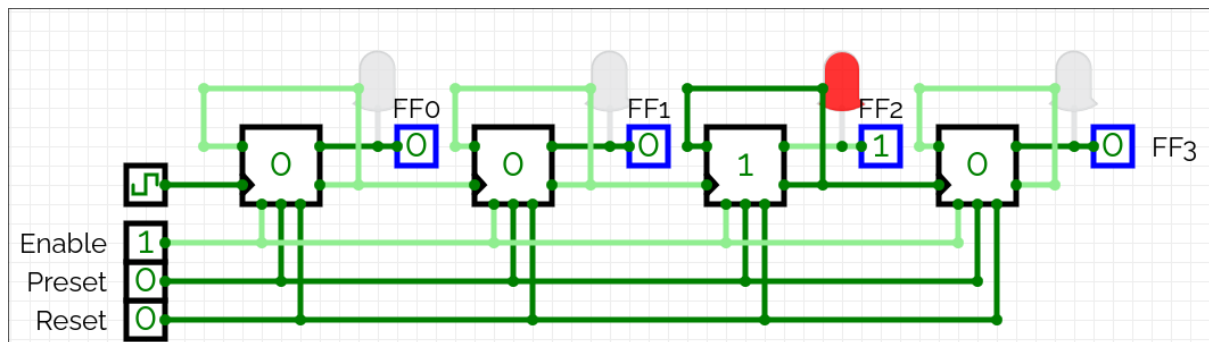 FF0 FF1 FF2
0 0 1 0
0 0 1 0 FF3
Enable 1
Preset 0
Reset 0